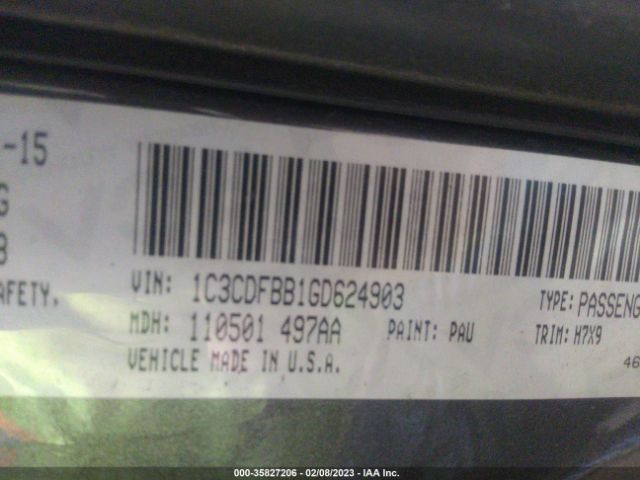 -15
G
8
AFETY.
VIN: 1C3CDFBB1GD624903 TYPE: PASSENG
MDH: 110501 497AA PAINT: PAU TRIM: H7X9
VEHICLE MADE IN U.S.A.
46
000-35827206 - 02/08/2023 - IAA Inc.